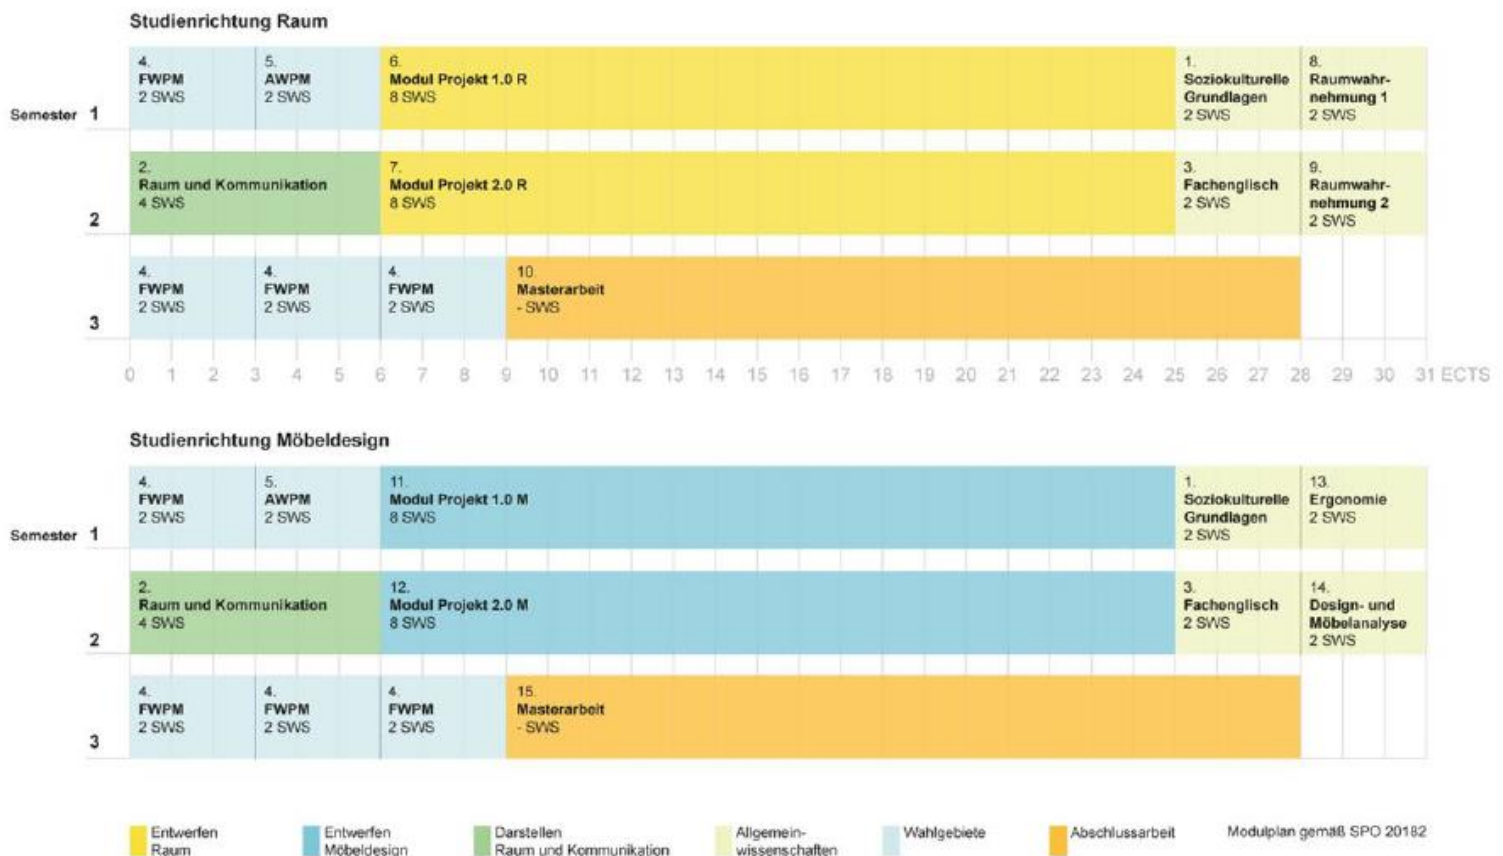 Studienrichtung Raum
4.
FWPM
2 SWS
5.
AWPM
2 SWS
6.
Modul Projekt 1.0 R
8 SWS
1.
Soziokulturelle
Grundlagen
2 SWS
8.
Raumwahr-
nehmung 1
2 SWS
Semester 1
2.
Raum und Kommunikation
4 SWS
7.
Modul Projekt 2.0 R
8 SWS
3.
Fachenglisch
2 SWS
9.
Raumwahr-
nehmung 2
2 SWS
2
4.
FWPM
2 SWS
4.
FWPM
2 SWS
4.
FWPM
2 SWS
10.
Masterarbeit
- SWS
3
0 1 2 3 4 5 6 7 8 9 10 11 12 13 14 15 16 17 18 19 20 21 22 23 24 25 26 27 28 29 30 31 ECTS
Studienrichtung Möbeldesign
4.
FWPM
2 SWS
5.
AWPM
2 SWS
11.
Modul Projekt 1.0 M
8 SWS
1.
Soziokulturelle
Grundlagen
2 SWS
13.
Ergonomie
2 SWS
Semester 1
2.
Raum und Kommunikation
4 SWS
12.
Modul Projekt 2.0 M
8 SWS
3.
Fachenglisch
2 SWS
14.
Design- und
Möbelanalyse
2 SWS
2
4.
FWPM
2 SWS
4.
FWPM
2 SWS
4.
FWPM
2 SWS
15.
Masterarbeit
- SWS
3
Entwerfen
Raum
Entwerfen
Möbeldesign
Darstellen
Raum und Kommunikation
Allgemein-
wissenschaften
Wahlgebiete
Abschlussarbeit
Modulplan gemäß SPO 20182